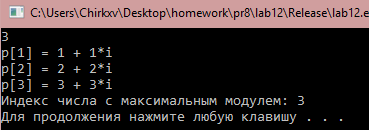 C:\Users\Chirkxv\Desktop\homework\pr8\lab12\Release\lab12.e
3
p[1] = 1 + 1*i
p[2] = 2 + 2*i
p[3] = 3 + 3*i
Индекс числа с максимальным модулем: 3
Для продолжения нажмите любую клавишу . . .